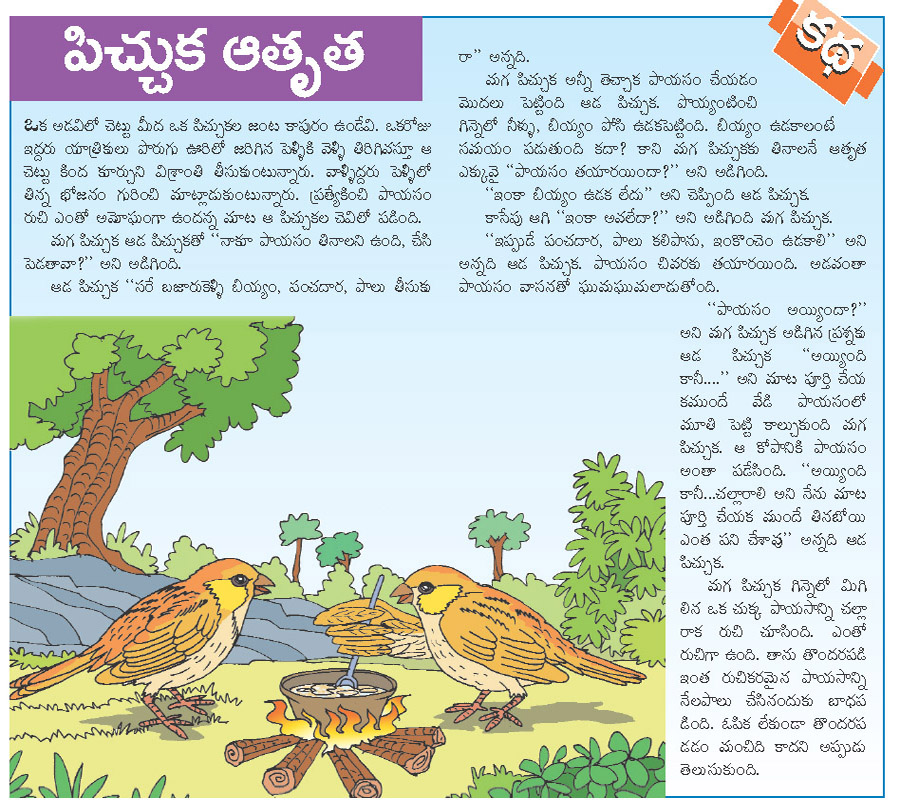 పిచ్చుక ఆతృత
కథ
ఒక అడవిలో చెట్టు మీద ఒక పిచ్చుకల జంట కాపురం ఉండేవి. ఒకరోజు
ఇద్దరు యాత్రికులు పొరుగు ఊరిలో జరిగిన పెళ్ళికి వెళ్ళి తిరిగివస్తూ ఆ
చెట్టు కింద కూర్చుని విశ్రాంతి తీసుకుంటున్నారు. వాళ్ళిద్దరు పెళ్ళిలో
తిన్న భోజనం గురించి మాట్లాడుకుంటున్నారు. ప్రత్యేకించి పాయసం
రుచి ఎంతో అమోఘంగా ఉందన్న మాట ఆ పిచ్చుకల చెవిలో పడింది.
మగ పిచ్చుక ఆడ పిచ్చుకతో "నాకూ పాయసం తినాలని ఉంది, చేసి
పెడతావా?" అని అడిగింది.
ఆడ పిచ్చుక "సరే బజారుకెళ్ళి బియ్యం, పంచదార, పాలు తీసుకు
రా" అన్నది.
మగ పిచ్చుక అన్నీ తెచ్చాక పాయసం చేయడం
మొదలు పెట్టింది ఆడ పిచ్చుక. పొయ్యంటించి
గిన్నెలో నీళ్ళు, బియ్యం పోసి ఉడకపెట్టింది. బియ్యం ఉడకాలంటే
సమయం పడుతుంది కదా? కాని మగ పిచ్చుకకు తినాలనే ఆతృత
ఎక్కువై "పాయసం తయారయిందా?" అని అడిగింది.
"ఇంకా బియ్యం ఉడక లేదు" అని చెప్పింది ఆడ పిచ్చుక.
కాసేపు ఆగి "ఇంకా అవలేదా?" అని అడిగింది మగ పిచ్చుక.
"ఇప్పుడే పంచదార, పాలు కలిపాను, ఇంకొంచెం ఉడకాలి" అని
అన్నది ఆడ పిచ్చుక. పాయసం చివరకు తయారయింది. అడవంతా
పాయసం వాసనతో ఘుమఘుమలాడుతోంది.
"పాయసం అయ్యిందా?"
అని మగ పిచ్చుక అడిగిన ప్రశ్నకు
ఆడ పిచ్చుక "అయ్యింది
కానీ...." అని మాట పూర్తి చేయ
కముందే వేడి పాయసంలో
మూతి పెట్టి కాల్చుకుంది మగ
పిచ్చుక. ఆ కోపానికి పాయసం
అంతా పడేసింది. "అయ్యింది
కానీ...చల్లారాలి అని నేను మాట
పూర్తి చేయక ముందే తినబోయి
ఎంత పని చేశావు" అన్నది ఆడ
పిచ్చుక.
మగ పిచ్చుక గిన్నెలో మిగి
లిన ఒక చుక్క పాయసాన్ని చల్లా
రాక రుచి చూసింది. ఎంతో
రుచిగా ఉంది. తాను తొందరపడి
ఇంత రుచికరమైన పాయసాన్ని
నేలపాలు చేసినందుకు బాధప
డింది. ఓపిక లేకుండా తొందరప
డడం మంచిది కాదని అప్పుడు
తెలుసుకుంది.